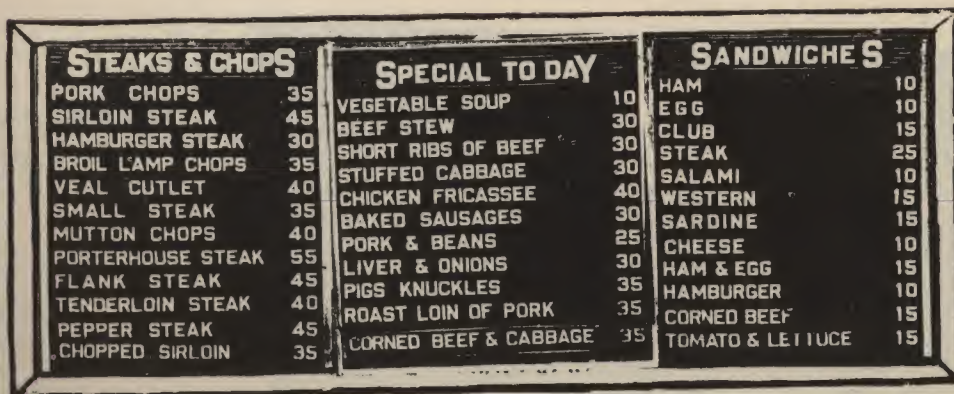 STEAKS & CHOPS
PORK CHOPS 35
SIRLOIN STEAK 45
HAMBURGER STEAK 30
BROIL LAMP CHOPS 35
VEAL CUTLET 40
SMALL STEAK 35
MUTTON CHOPS 40
PORTERHOUSE STEAK 55
FLANK STEAK 45
TENDERLOIN STEAK 40
PEPPER STEAK 45
CHOPPED SIRLOIN 35
SPECIAL TO DAY
VEGETABLE SOUP 10
BEEF STEW 30
SHORT RIBS OF BEEF 30
STUFFED CABBAGE 30
CHICKEN FRICASSEE 40
BAKED SAUSAGES 30
PORK & BEANS 25
LIVER & ONIONS 30
PIGS KNUCKLES 35
ROAST LOIN OF PORK 35
CORNED BEEF & CABBAGE 35
SANDWICHES
HAM 10
EGG 10
CLUB 15
STEAK 25
SALAMI 10
WESTERN 15
SARDINE 15
CHEESE 10
HAM & EGG 15
HAMBURGER 10
CORNED BEEF 15
TOMATO & LETTUCE 15